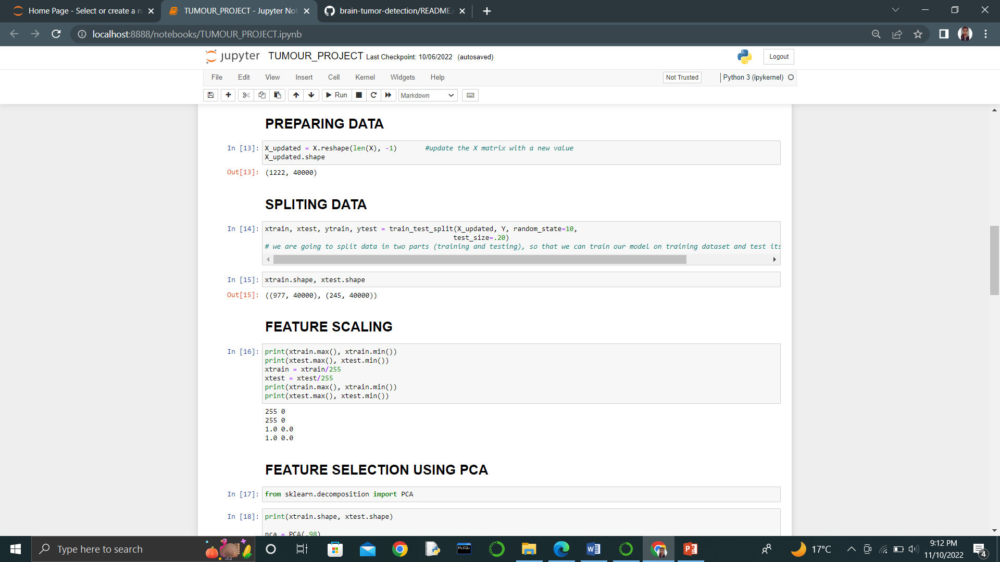 Home Page - Select or create a n
TUMOUR_PROJECT - Jupyter Not
brain-tumor-detection/README.
localhost:8888/notebooks/TUMOUR_PROJECT.ipynb
jupyter TUMOUR_PROJECT Last Checkpoint: 10/06/2022 (autosaved)
Logout
File Edit View Insert Cell Kernel Widgets Help
Not Trusted
Python 3 (ipykernel)
Run
Markdown
PREPARING DATA
In [13]: X_updated = X.reshape(len(X), -1) #update the X matrix with a new value
X_updated.shape
Out[13]: (1222, 40000)
SPLITING DATA
In [14]: xtrain, xtest, ytrain, ytest = train_test_split(X_updated, Y, random_state=10,
test_size=.20)
# we are going to split data in two parts (training and testing), so that we can train our model on training dataset and test its
In [15]: xtrain.shape, xtest.shape
Out[15]: ((977, 40000), (245, 40000))
FEATURE SCALING
In [16]: print(xtrain.max(), xtrain.min())
print(xtest.max(), xtest.min())
xtrain = xtrain/255
xtest = xtest/255
print(xtrain.max(), xtrain.min())
print(xtest.max(), xtest.min())
255 0
255 0
1.0 0.0
1.0 0.0
FEATURE SELECTION USING PCA
In [17]: from sklearn.decomposition import PCA
In [18]: print(xtrain.shape, xtest.shape)
pca = PCA(.98)
Type here to search
MySQL
17°C
9:12 PM
11/10/2022
4